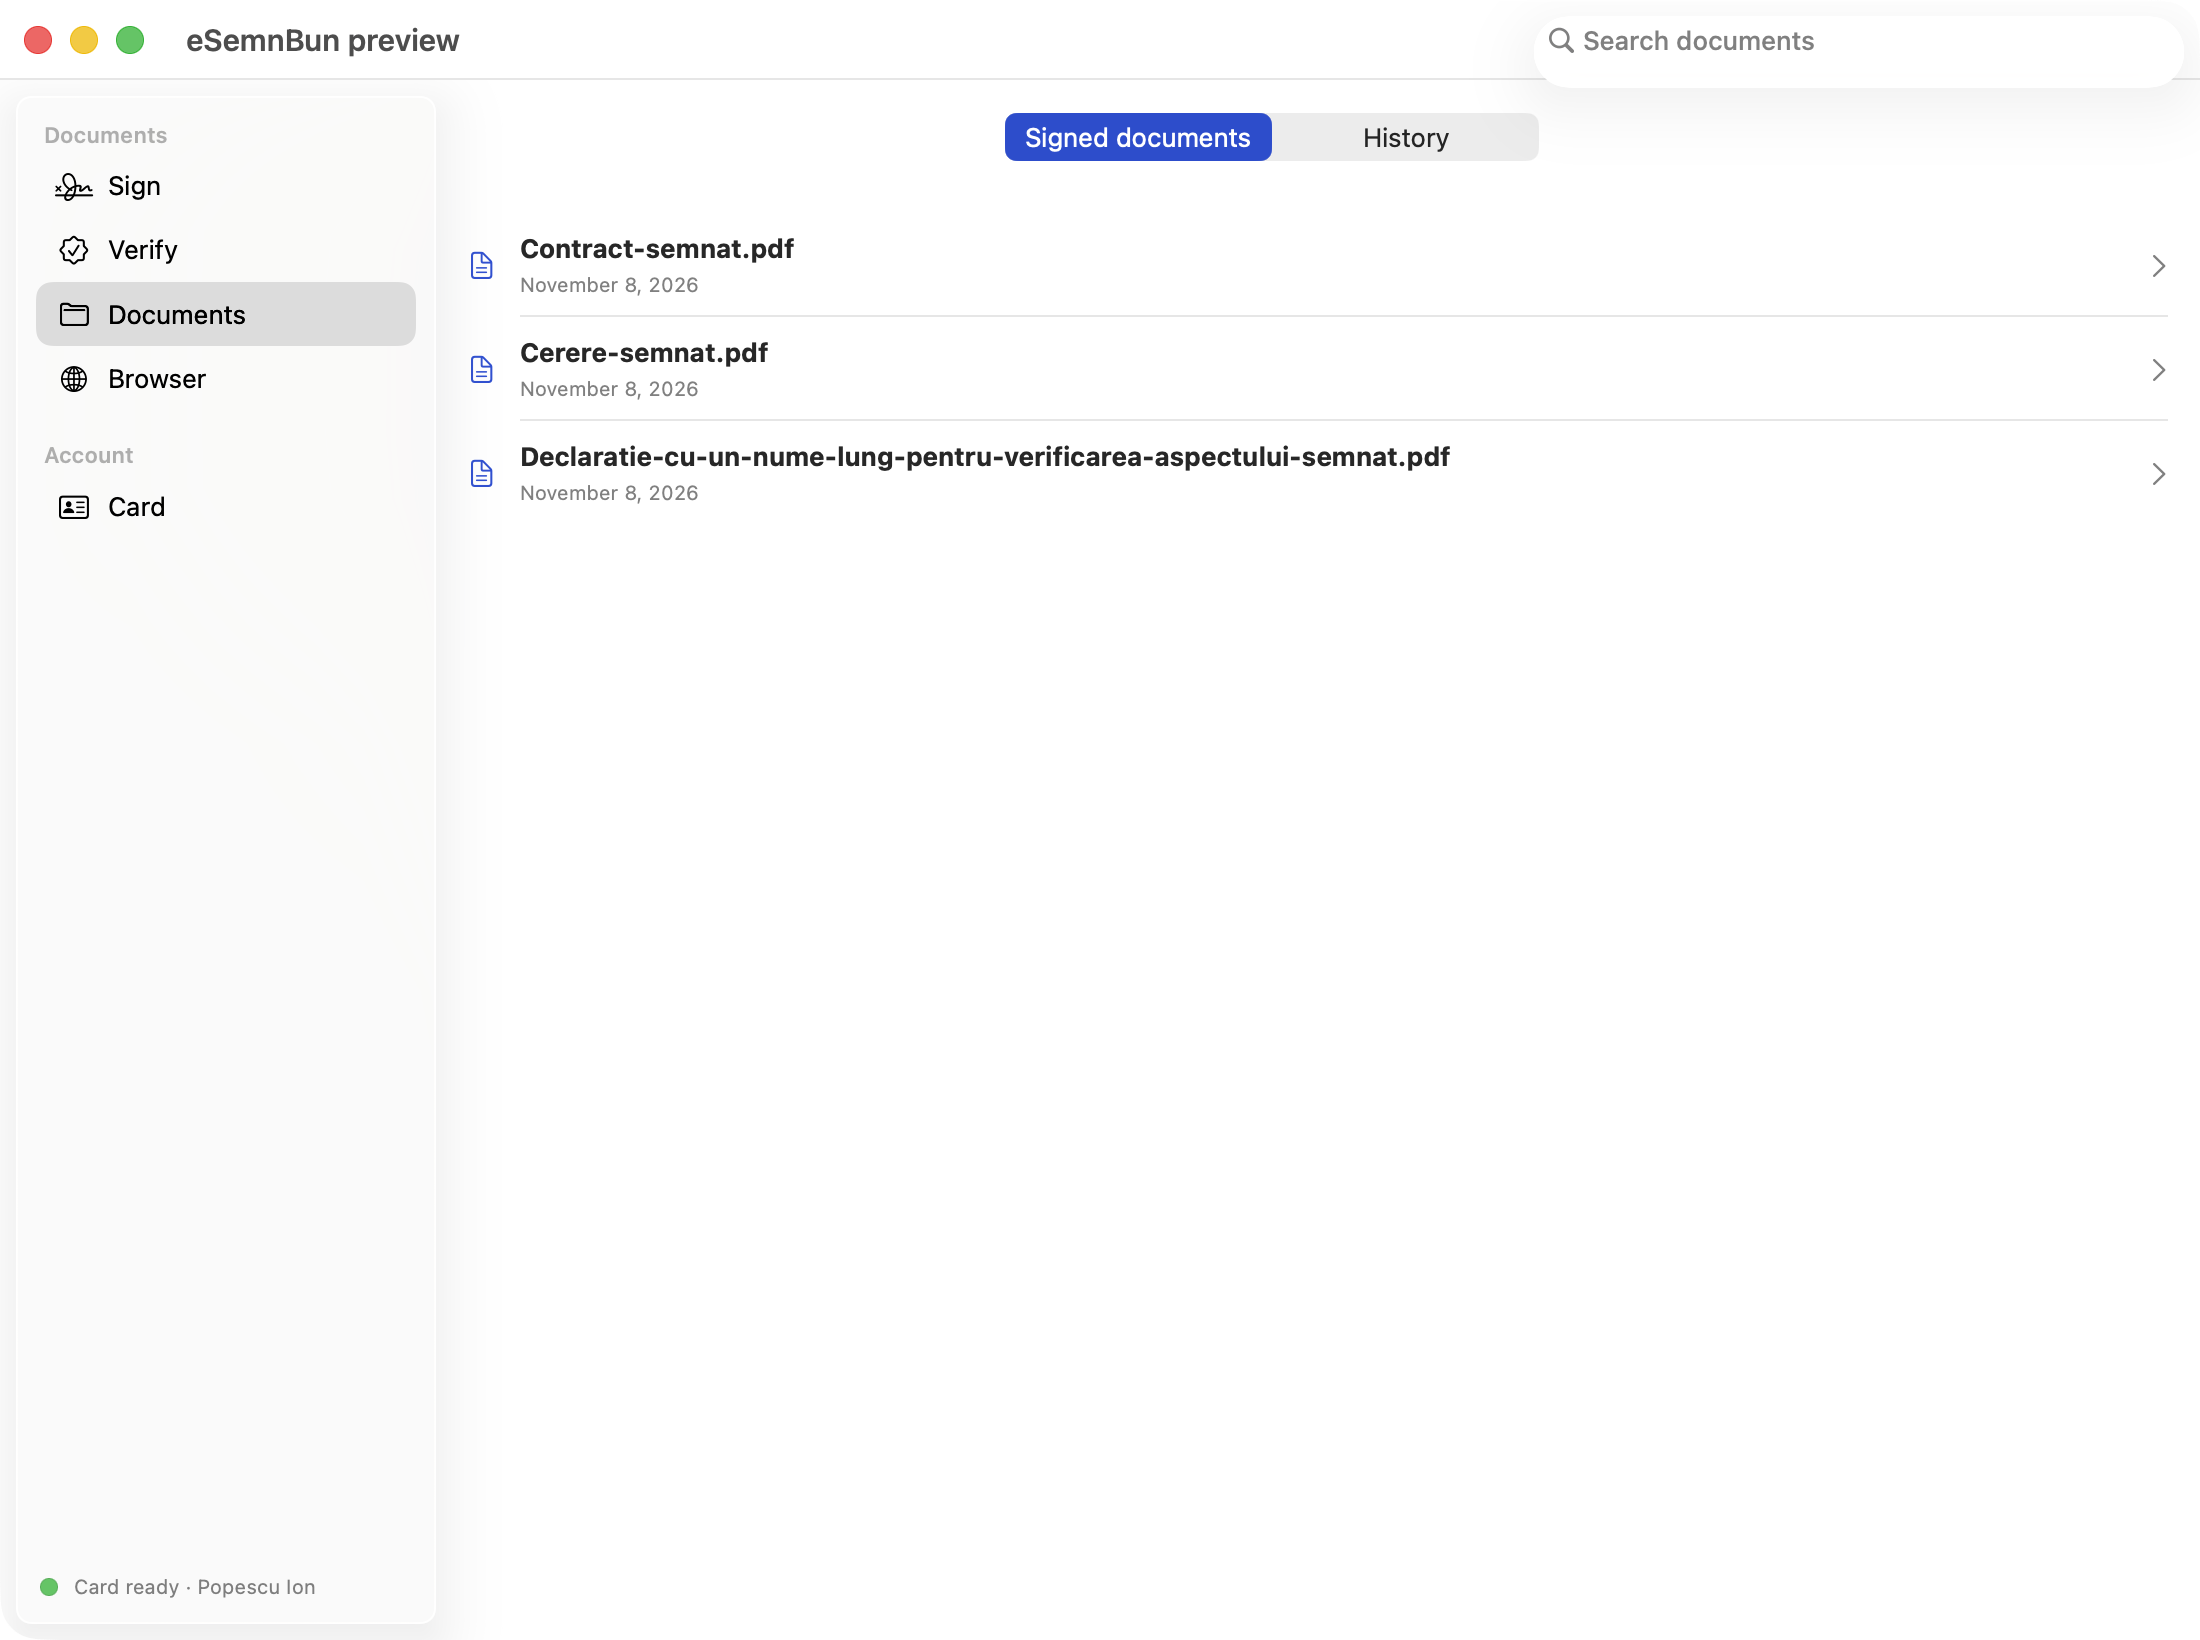 eSemnBun preview
Search documents
Documents
Sign
Verify
Documents
Browser
Account
Card
Card ready · Popescu Ion
Signed documents
History
Contract-semnat.pdf
November 8, 2026
Cerere-semnat.pdf
November 8, 2026
Declaratie-cu-un-nume-lung-pentru-verificarea-aspectului-semnat.pdf
November 8, 2026